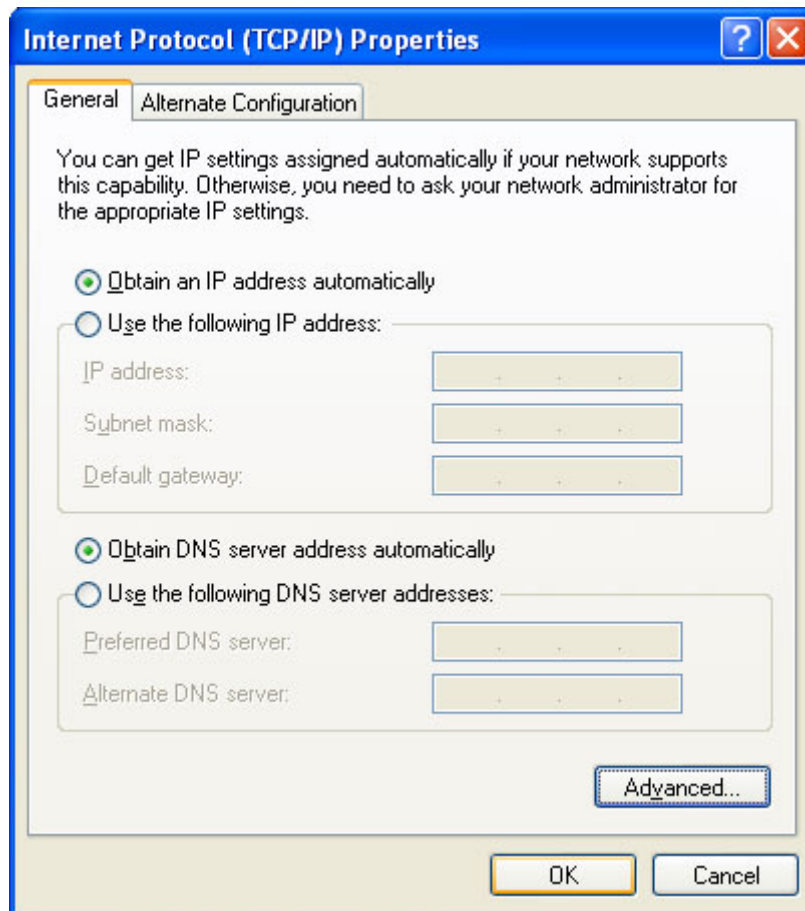 Internet Protocol (TCP/IP) Properties
General
Alternate Configuration
You can get IP settings assigned automatically if your network supports
this capability. Otherwise, you need to ask your network administrator for
the appropriate IP settings.
Obtain an IP address automatically
Use the following IP address:
IP address:
Subnet mask:
Default gateway:
Obtain DNS server address automatically
Use the following DNS server addresses:
Preferred DNS server:
Alternate DNS server:
Advanced...
OK
Cancel